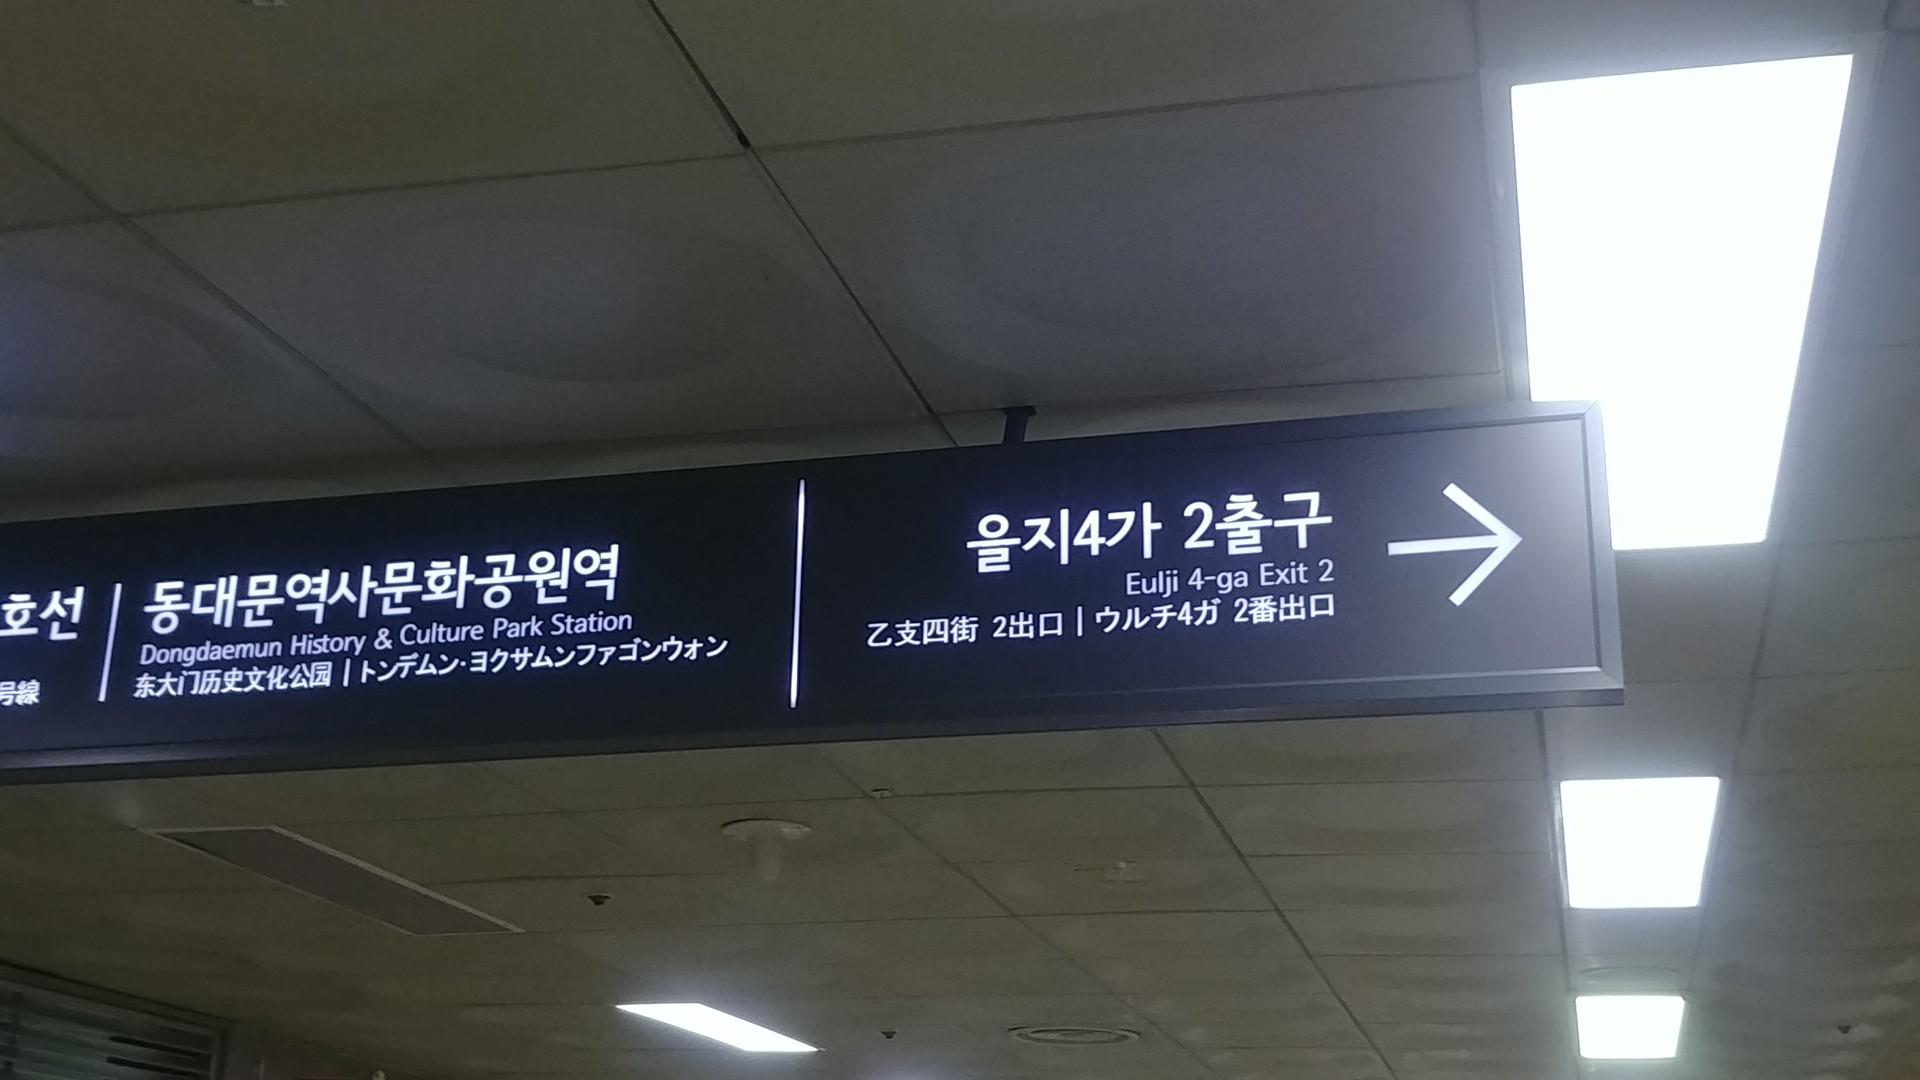 호선
号線
동대문역사문화공원역
Dongdaemun History & Culture Park Station
东大门历史文化公园 | トンデムン·ヨクサムンファゴンウォン
을지4가 2출구
Eulji 4-ga Exit 2
乙支四街 2出口 | ウルチ4ガ 2番出口